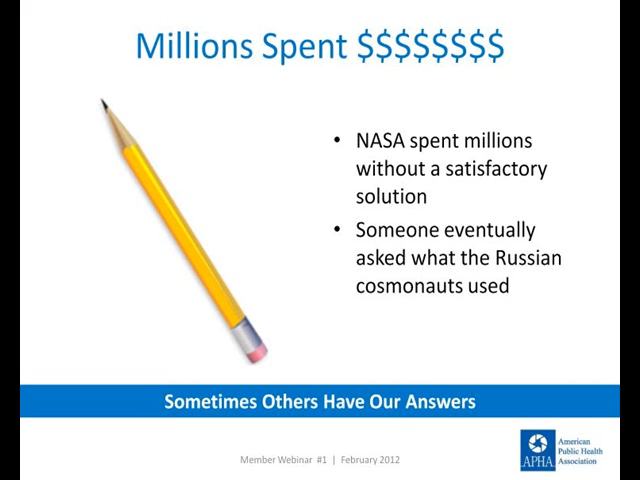 Millions Spent $$$$$$$$
• NASA spent millions
without a satisfactory
solution
• Someone eventually
asked what the Russian
cosmonauts used
Sometimes Others Have Our Answers
Member Webinar #1 | February 2012
APHA
American
Public Health
Association